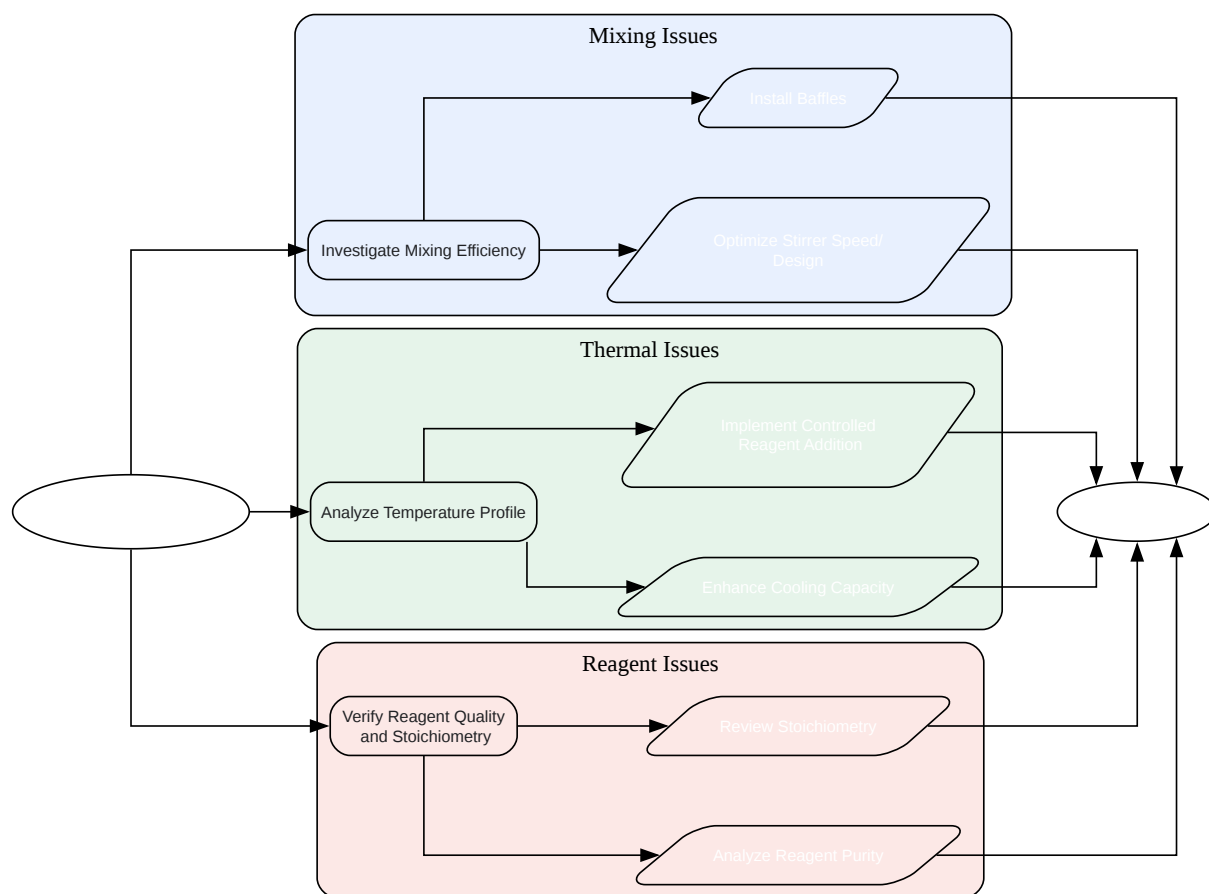 Mixing Issues
Install Baffles
Investigate Mixing Efficiency
Optimize Stirrer Speed/
Design
Thermal Issues
Implement Controlled
Reagent Addition
Analyze Temperature Profile
Enhance Cooling Capacity
Reagent Issues
Verify Reagent Quality
and Stoichiometry
Review Stoichiometry
Analyze Reagent Purity